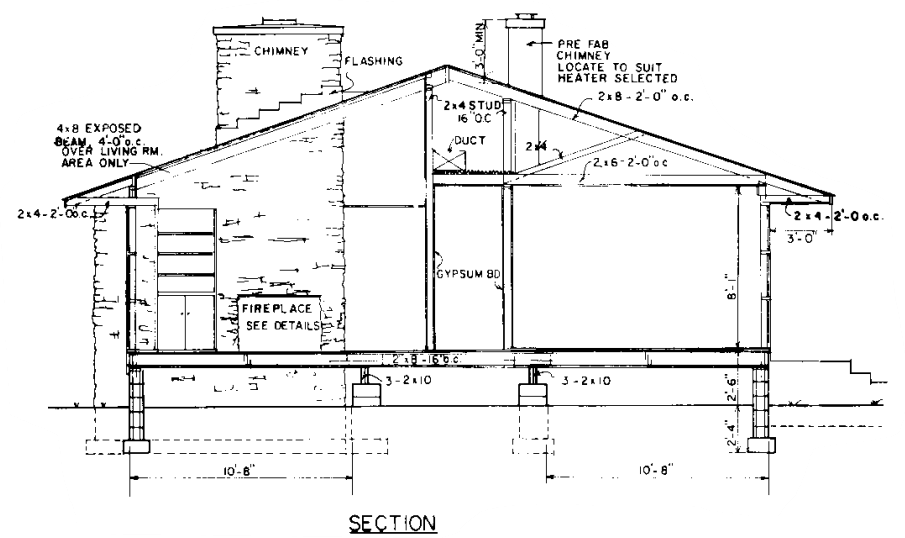 CHIMNEY
FLASHING
3'-0" MIN.
PRE FAB
CHIMNEY
LOCATE TO SUIT
HEATER SELECTED
2x8-2'-0" o.c.
2x4 STUD
16" O.C
4x8 EXPOSED
BEAM, 4'-0" o.c.
OVER LIVING RM.
AREA ONLY
DUCT
2x4
2x6-2'-0" o.c
2x4-2'-0 o.c.
2x4-2'-0 o.c.
3'-0"
GYPSUM BD
8'-1"
FIREPLACE
SEE DETAILS
2x8-16" o.c.
3-2x10
3-2x10
2'-6"
2'-4"
10'-8"
10'-8"
SECTION